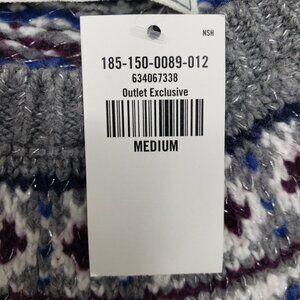 NSH
185-150-0089-012
634067338
Outlet Exclusive
MEDIUM